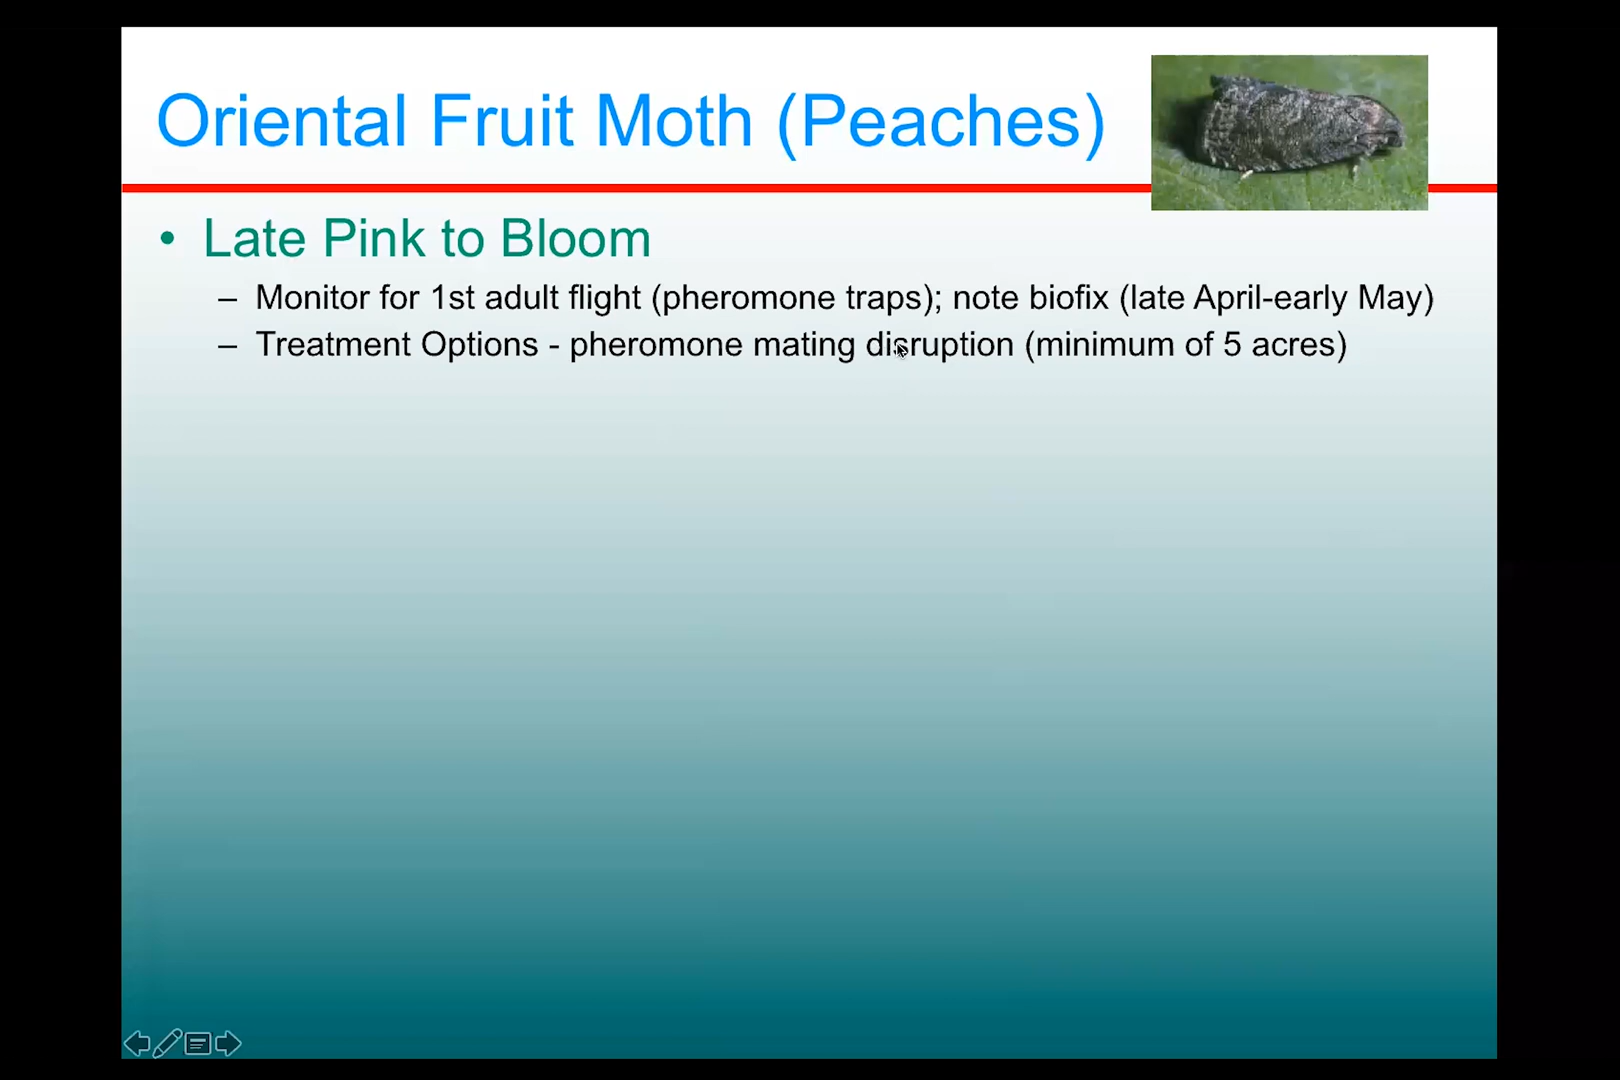 Oriental Fruit Moth (Peaches)
• Late Pink to Bloom
– Monitor for 1st adult flight (pheromone traps); note biofix (late April-early May)
– Treatment Options - pheromone mating disruption (minimum of 5 acres)